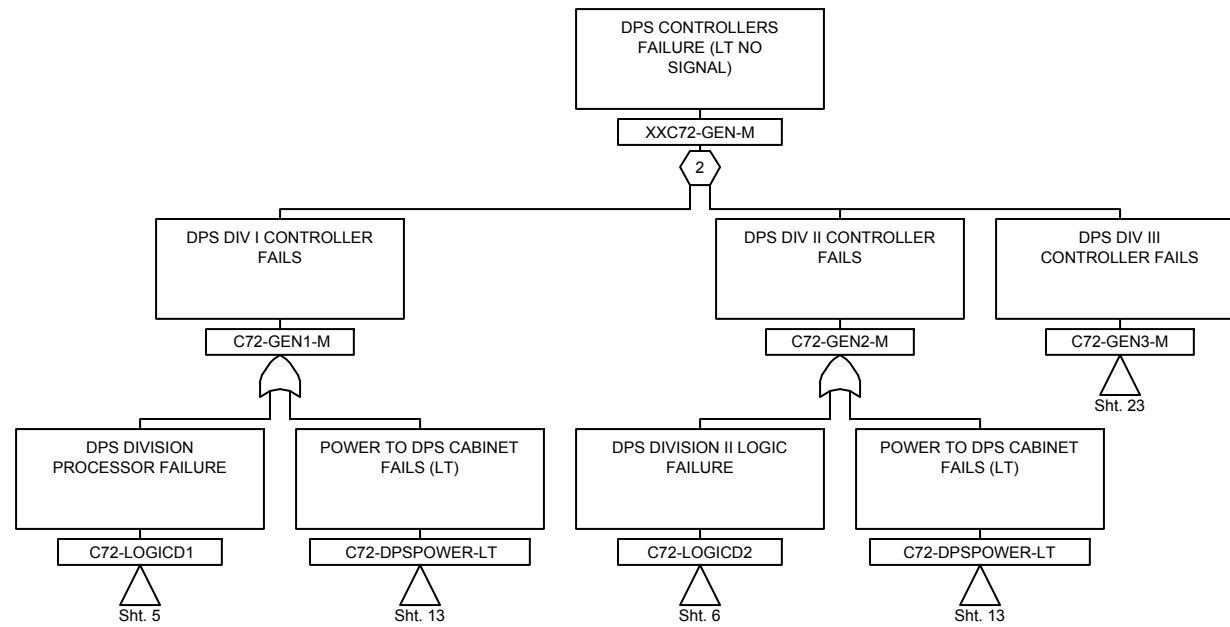 DPS CONTROLLERS
FAILURE (LT NO
SIGNAL)
XXC72-GEN-M
2
DPS DIV I CONTROLLER
FAILS
DPS DIV II CONTROLLER
FAILS
DPS DIV III
CONTROLLER FAILS
C72-GEN1-M
C72-GEN2-M
C72-GEN3-M
Sht. 23
DPS DIVISION
PROCESSOR FAILURE
POWER TO DPS CABINET
FAILS (LT)
DPS DIVISION II LOGIC
FAILURE
POWER TO DPS CABINET
FAILS (LT)
C72-LOGICD1
C72-DPSPOWER-LT
C72-LOGICD2
C72-DPSPOWER-LT
Sht. 5
Sht. 13
Sht. 6
Sht. 13